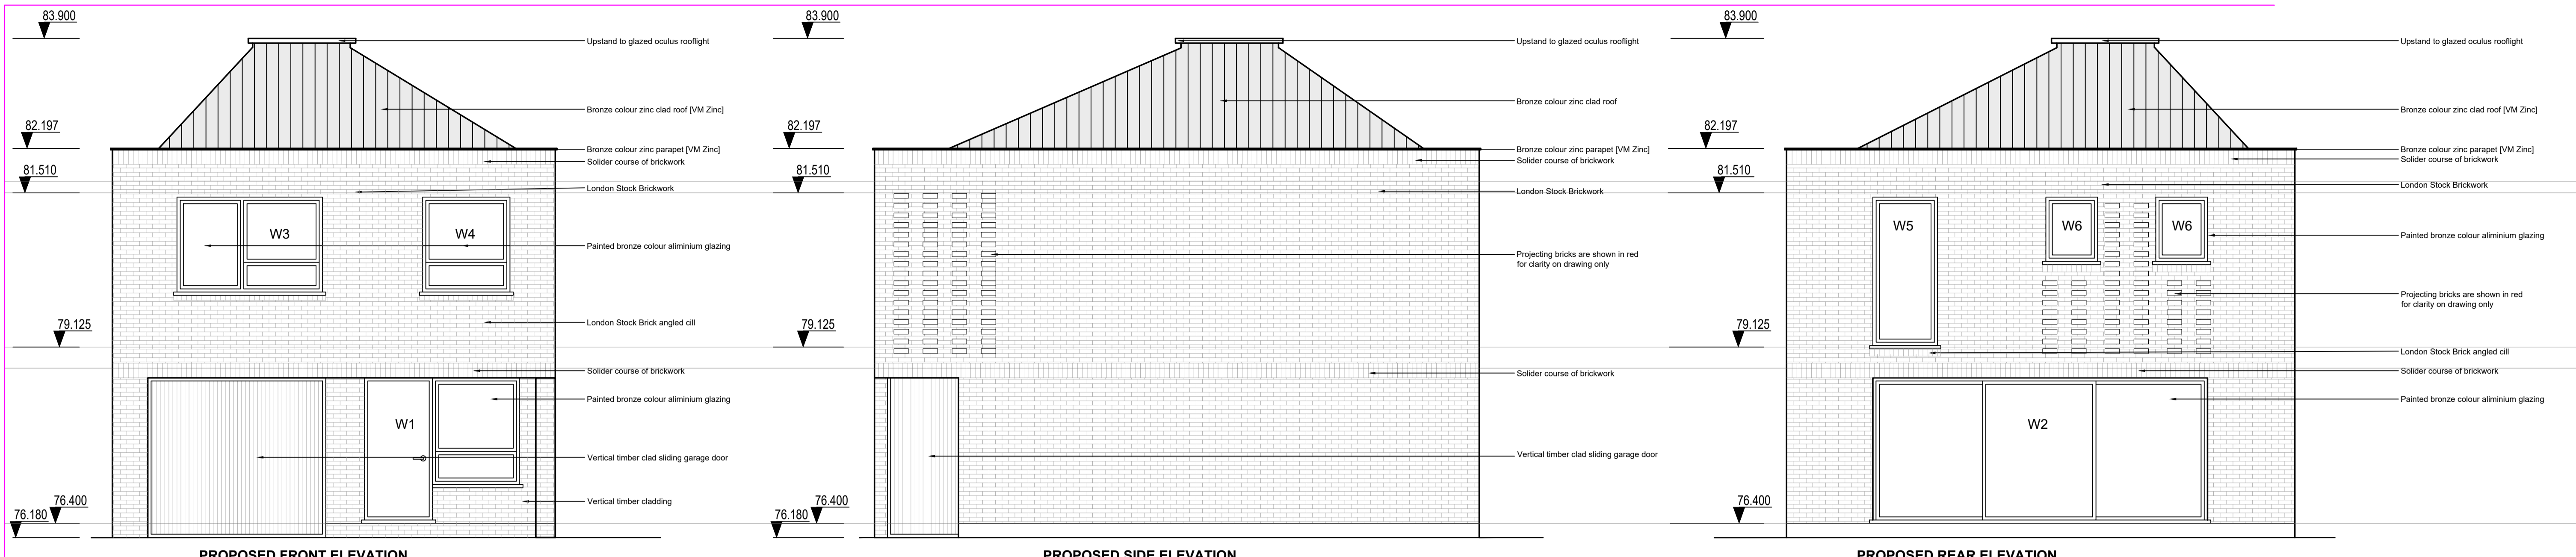 83.900
Upstand to glazed oculus rooflight
Bronze colour zinc clad roof [VM Zinc]
82.197
Bronze colour zinc parapet [VM Zinc]
Solider course of brickwork
81.510
London Stock Brickwork
W3
W4
Painted bronze colour aliminium glazing
London Stock Brick angled cill
79.125
Solider course of brickwork
Painted bronze colour aliminium glazing
W1
Vertical timber clad sliding garage door
Vertical timber cladding
76.400
76.180
PROPOSED FRONT ELEVATION
83.900
Upstand to glazed oculus rooflight
Bronze colour zinc clad roof
82.197
Bronze colour zinc parapet [VM Zinc]
Solider course of brickwork
81.510
London Stock Brickwork
Projecting bricks are shown in red
for clarity on drawing only
79.125
Solider course of brickwork
Vertical timber clad sliding garage door
76.400
76.180
PROPOSED SIDE ELEVATION
83.900
Upstand to glazed oculus rooflight
Bronze colour zinc clad roof [VM Zinc]
82.197
Bronze colour zinc parapet [VM Zinc]
Solider course of brickwork
81.510
London Stock Brickwork
W5
W6
W6
Painted bronze colour aliminium glazing
Projecting bricks are shown in red
for clarity on drawing only
79.125
London Stock Brick angled cill
Solider course of brickwork
Painted bronze colour aliminium glazing
W2
76.400
PROPOSED REAR ELEVATION